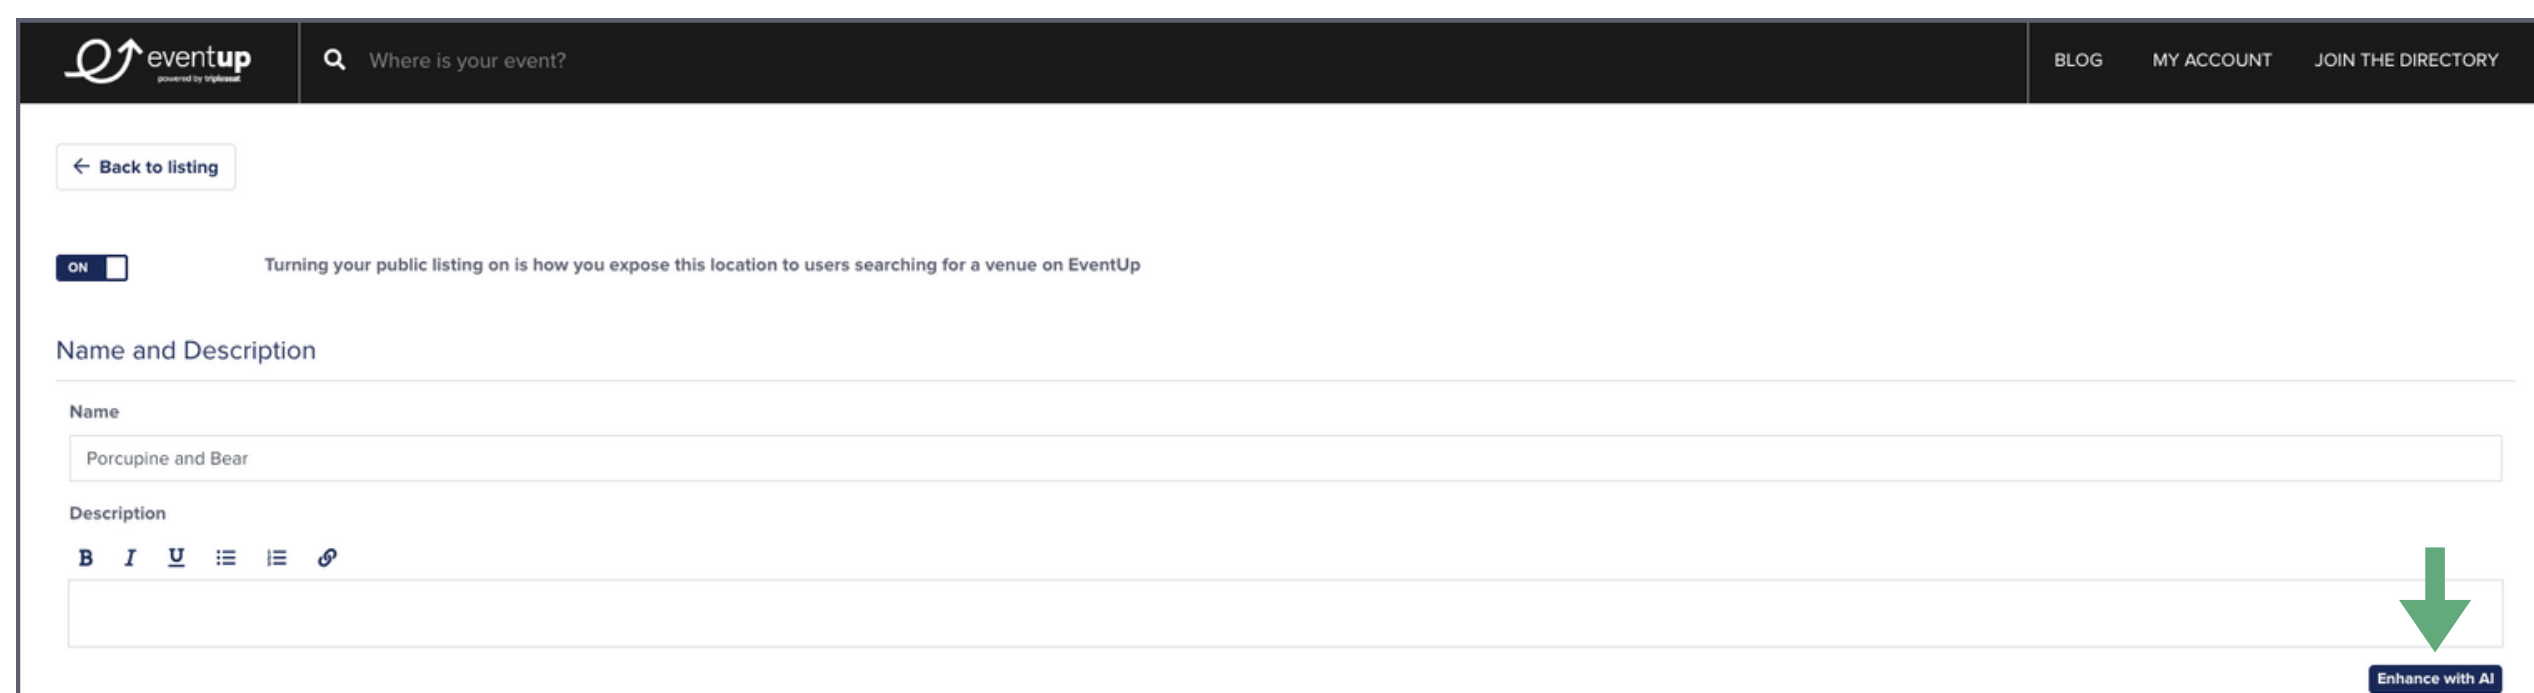 eventup
powered by tripleseat
Where is your event?
BLOG MY ACCOUNT JOIN THE DIRECTORY
← Back to listing
ON Turning your public listing on is how you expose this location to users searching for a venue on EventUp
Name and Description
Name
Porcupine and Bear
Description
B I U
Enhance with AI